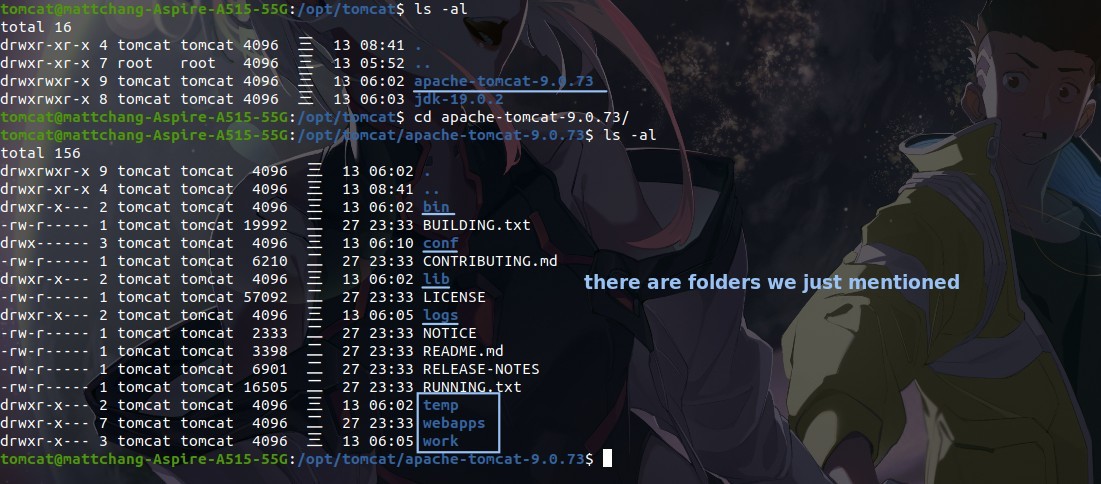 tomcat@mattchang-Aspire-A515-55G:/opt/tomcat$ ls -al
total 16
drwxr-xr-x 4 tomcat tomcat 4096 三 13 08:41 .
drwxr-xr-x 7 root root 4096 三 13 05:52 ..
drwxrwxr-x 9 tomcat tomcat 4096 三 13 06:02 apache-tomcat-9.0.73
drwxrwxr-x 8 tomcat tomcat 4096 三 13 06:03 jdk-19.0.2
tomcat@mattchang-Aspire-A515-55G:/opt/tomcat$ cd apache-tomcat-9.0.73/
tomcat@mattchang-Aspire-A515-55G:/opt/tomcat/apache-tomcat-9.0.73$ ls -al
total 156
drwxrwxr-x 9 tomcat tomcat 4096 三 13 06:02 .
drwxr-xr-x 4 tomcat tomcat 4096 三 13 08:41 ..
drwxr-x--- 2 tomcat tomcat 4096 三 13 06:02 bin
-rw-r----- 1 tomcat tomcat 19992 二 27 23:33 BUILDING.txt
drwx------ 3 tomcat tomcat 4096 三 13 06:10 conf
-rw-r----- 1 tomcat tomcat 6210 二 27 23:33 CONTRIBUTING.md
drwxr-x--- 2 tomcat tomcat 4096 三 13 06:02 lib
-rw-r----- 1 tomcat tomcat 57092 二 27 23:33 LICENSE
there are folders we just mentioned
drwxr-x--- 2 tomcat tomcat 4096 三 13 06:05 logs
-rw-r----- 1 tomcat tomcat 2333 二 27 23:33 NOTICE
-rw-r----- 1 tomcat tomcat 3398 二 27 23:33 README.md
-rw-r----- 1 tomcat tomcat 6901 二 27 23:33 RELEASE-NOTES
-rw-r----- 1 tomcat tomcat 16505 二 27 23:33 RUNNING.txt
drwxr-x--- 2 tomcat tomcat 4096 三 13 06:02 temp
drwxr-x--- 7 tomcat tomcat 4096 二 27 23:33 webapps
drwxr-x--- 3 tomcat tomcat 4096 三 13 06:05 work
tomcat@mattchang-Aspire-A515-55G:/opt/tomcat/apache-tomcat-9.0.73$